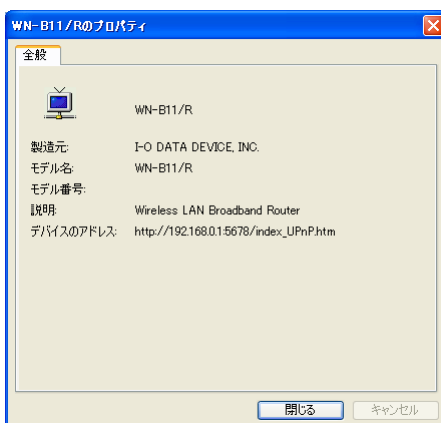 WN-B11/Rのプロパティ
全般
WN-B11/R
製造元: I-O DATA DEVICE, INC.
モデル名: WN-B11/R
モデル番号:
説明: Wireless LAN Broadband Router
デバイスのアドレス: http://192.168.0.1:5678/index_UPnP.htm
閉じる キャンセル